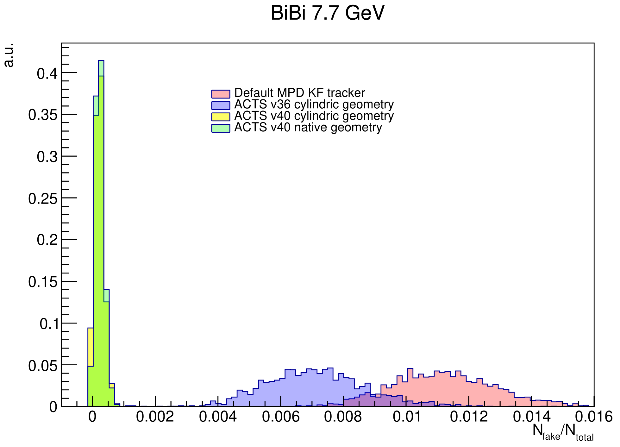 BiBi 7.7 GeV
a.u.
Default MPD KF tracker
ACTS v36 cylindric geometry
ACTS v40 cylindric geometry
ACTS v40 native geometry
0.4
0.35
0.3
0.25
0.2
0.15
0.1
0.05
0
0 0.002 0.004 0.006 0.008 0.01 0.012 0.014 0.016
N_fake/N_total